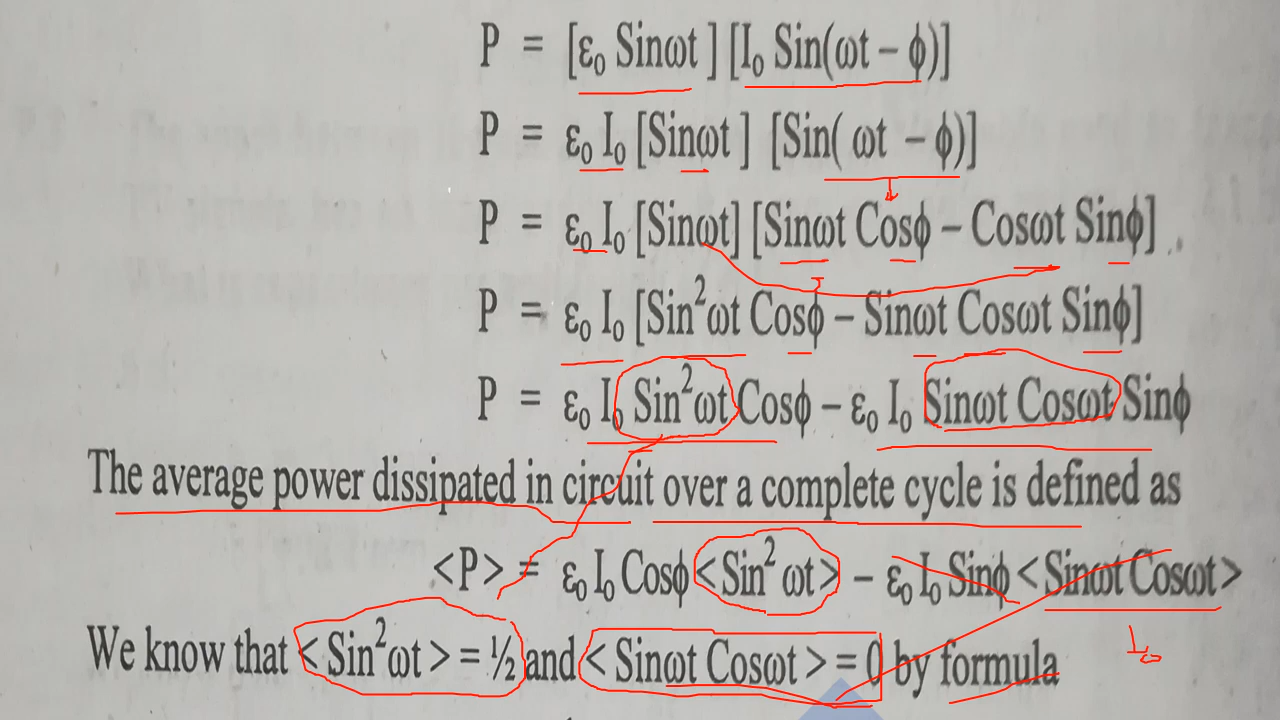 P = [ε₀ Sinωt ] [I₀ Sin(ωt – ϕ)]
P = ε₀ I₀ [Sinωt ] [Sin( ωt – ϕ)]
P = ε₀ I₀ [Sinωt] [Sinωt Cosϕ – Cosωt Sinϕ]
P = ε₀ I₀ [Sin²ωt Cosϕ – Sinωt Cosωt Sinϕ]
P = ε₀ I₀ Sin²ωt Cosϕ – ε₀ I₀ Sinωt Cosωt Sinϕ
The average power dissipated in circuit over a complete cycle is defined as
<P> = ε₀ I₀ Cosϕ <Sin² ωt> – ε₀ I₀ Sinϕ <Sinωt Cosωt>
We know that <Sin²ωt > = ½ and < Sinωt Cosωt > = 0 by formula